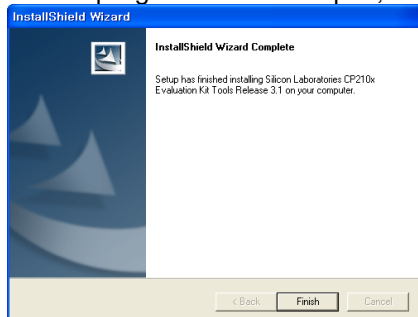 InstallShield Wizard
InstallShield Wizard Complete
Setup has finished installing Silicon Laboratories CP210x
Evaluation Kit Tools Release 3.1 on your computer.
< Back Finish Cancel